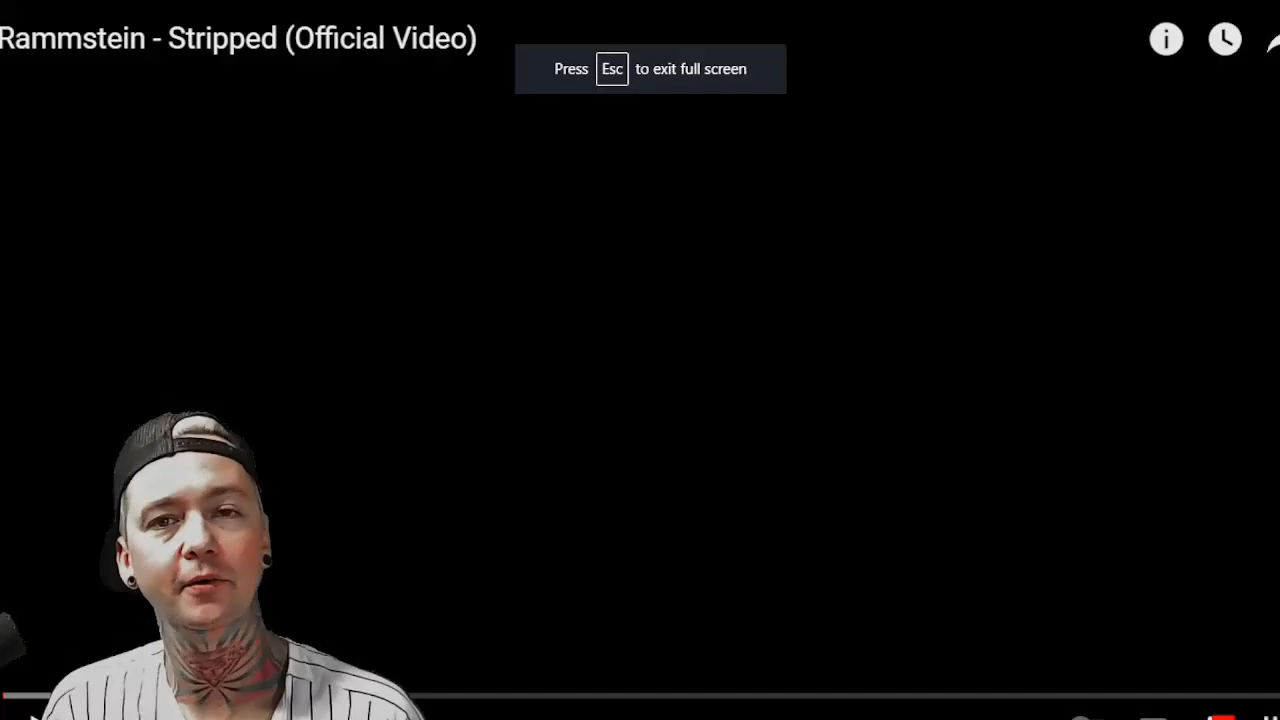 Rammstein - Stripped (Official Video)
Press Esc to exit full screen